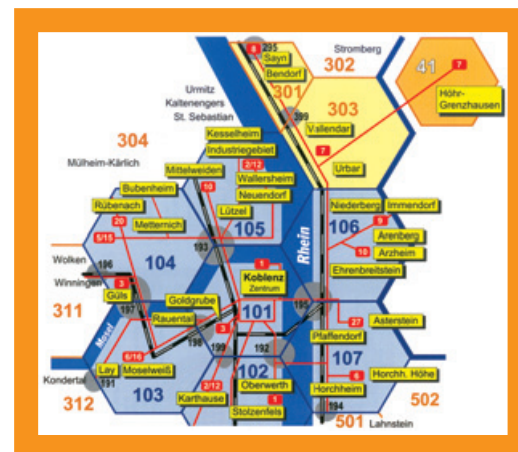 8
295
Sayn
Bendorf
Stromberg
302
301
41
7
Höhr-
Grenzhausen
Urmitz
Kaltenengers
St. Sebastian
303
Vallendar
Kesselheim
Industriegebiet
304
7
Urbar
Mülheim-Kärlich
Mittelweiden
2/12
Wallersheim
Bubenheim
10
Neuendorf
Niederberg
Immendorf
Rübenach
Lützel
9
20
Metternich
105
106
Arenberg
5/15
193
Rhein
10
Arzheim
Wolken
104
Ehrenbreitstein
196
1
Koblenz
Zentrum
Winningen
3
Güls
Goldgrube
195
311
197
101
27
Asterstein
Mosel
Rauental
3
Pfaffendorf
198
199
192
6/16
107
Lay
Moselweiß
102
Horchh. Höhe
Kondertal
191
Oberwerth
6
312
103
2/12
Horchheim
Karthause
1
502
Stolzenfels
194
501
Lahnstein